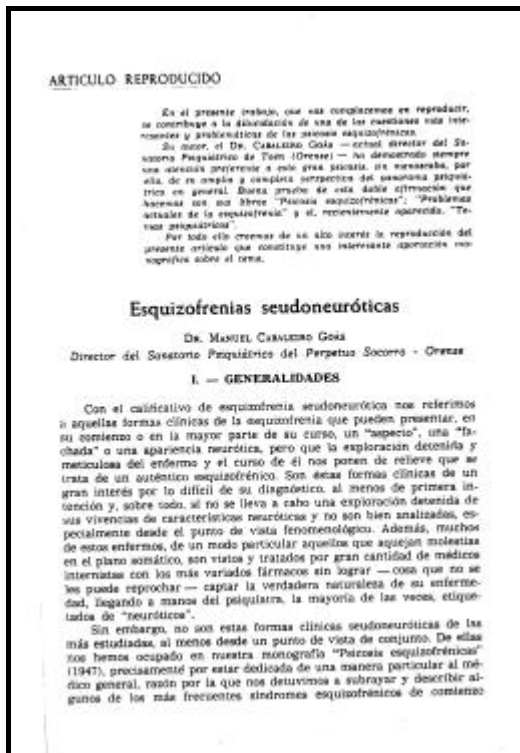 ARTICULO REPRODUCIDO
En el presente trabajo, que nos complacemos en reproducir,
se contribuye a la dilucidación de una de las cuestiones más inte-
resantes y problemáticas de las psicosis esquizofrénicas.
Su autor, el DR. CABALEIRO GOÁS — actual director del Sa-
natorio Psiquiátrico de Toen (Orense) — ha demostrado siempre
una atención preferente a este gran psicosis, sin menoscabo, por
ello, de su amplia y completa perspectiva del panorama psiquiá-
trico en general. Buena prueba de esta doble afirmación que
hacemos son sus libros "Psicosis esquizofrénicas", "Problemas
actuales de la esquizofrenia" y el, recientemente aparecido, "Te-
mas psiquiátricos".
Por todo ello creemos de un alto interés la reproducción del
presente artículo que constituye una interesante aportación mo-
nográfica sobre el tema.
Esquizofrenias seudoneuróticas
DR. MANUEL CABALEIRO GOÁS
Director del Sanatorio Psiquiátrico del Perpetuo Socorro - Orense
I. — GENERALIDADES
Con el calificativo de esquizofrenia seudoneurótica nos referimos
a aquellas formas clínicas de la esquizofrenia que pueden presentar, en
su comienzo o en la mayor parte de su curso, un "aspecto", una "fa-
chada" o una apariencia neurótica, pero que la exploración detenida y
meticulosa del enfermo y el curso de él nos ponen de relieve que se
trata de un auténtico esquizofrénico. Son estas formas clínicas de un
gran interés por lo difícil de su diagnóstico, al menos de primera in-
tención y, sobre todo, si no se lleva a cabo una exploración detenida de
sus vivencias de características neuróticas y no son bien analizadas, es-
pecialmente desde el punto de vista fenomenológico. Además, muchos
de estos enfermos, de un modo particular aquellos que aquejan molestias
en el plano somático, son vistos y tratados por gran cantidad de médicos
internistas con los más variados fármacos sin lograr — cosa que no se
les puede reprochar — captar la verdadera naturaleza de su enferme-
dad, llegando a manos del psiquiatra, la mayoría de las veces, etique-
tados de "neuróticos".
Sin embargo, no son estas formas clínicas seudoneuróticas de las
más estudiadas, al menos desde un punto de vista de conjunto. De ellas
nos hemos ocupado en nuestra monografía "Psicosis esquizofrénicas"
(1947), precisamente por estar dedicada de una manera particular al mé-
dico general, razón por la que nos detuvimos a subrayar y describir al-
gunos de los más frecuentes síndromes esquizofrénicos de comienzo